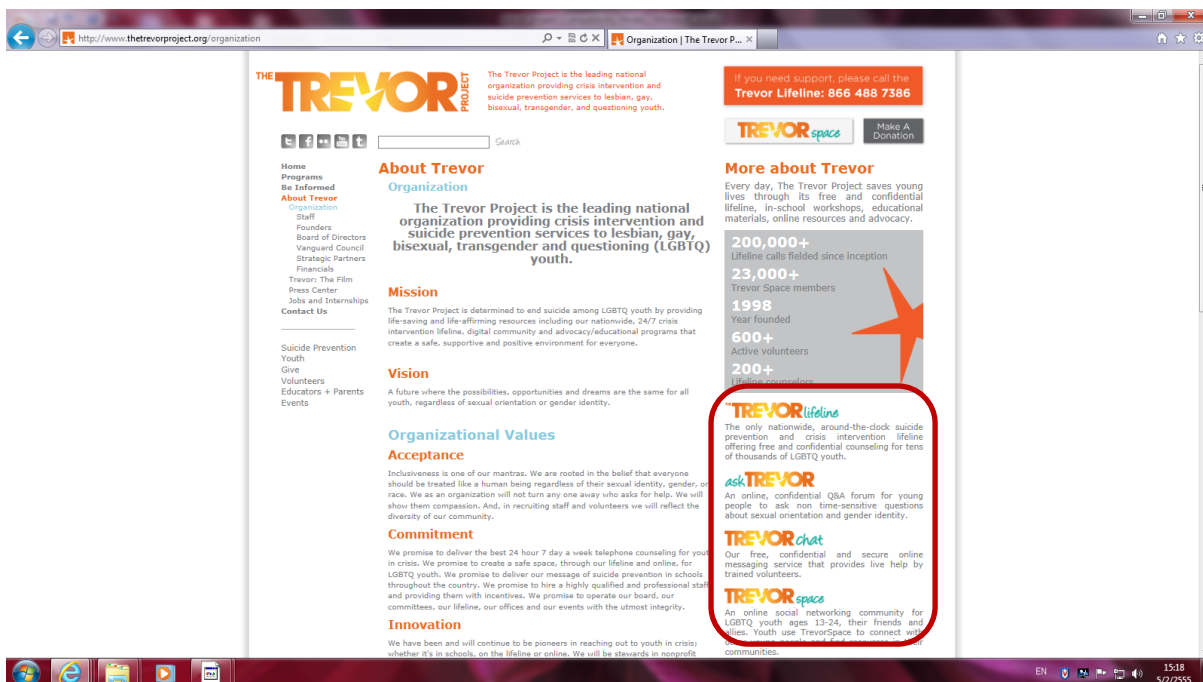 http://www.thetrevorproject.org/organization
Organization | The Trevor P...
THE TREVOR PROJECT
The Trevor Project is the leading national
organization providing crisis intervention and
suicide prevention services to lesbian, gay,
bisexual, transgender, and questioning youth.
If you need support, please call the
Trevor Lifeline: 866 488 7386
TREVOR space
Make A
Donation
Search
Home
Programs
Be Informed
About Trevor
Organization
Staff
Founders
Board of Directors
Vanguard Council
Strategic Partners
Financials
Trevor: The Film
Press Center
Jobs and Internships
Contact Us
Suicide Prevention
Youth
Give
Volunteers
Educators + Parents
Events
About Trevor
Organization
The Trevor Project is the leading national
organization providing crisis intervention and
suicide prevention services to lesbian, gay,
bisexual, transgender and questioning (LGBTQ)
youth.
Mission
The Trevor Project is determined to end suicide among LGBTQ youth by providing
life-saving and life-affirming resources including our nationwide, 24/7 crisis
intervention lifeline, digital community and advocacy/educational programs that
create a safe, supportive and positive environment for everyone.
Vision
A future where the possibilities, opportunities and dreams are the same for all
youth, regardless of sexual orientation or gender identity.
Organizational Values
Acceptance
Inclusiveness is one of our mantras. We are rooted in the belief that everyone
should be treated like a human being regardless of their sexual identity, gender, or
race. We as an organization will not turn any one away who asks for help. We will
show them compassion. And, in recruiting staff and volunteers we will reflect the
diversity of our community.
Commitment
We promise to deliver the best 24 hour 7 day a week telephone counseling for youth
in crisis. We promise to create a safe space, through our lifeline and online, for
LGBTQ youth. We promise to deliver our message of suicide prevention in schools
throughout the country. We promise to hire a highly qualified and professional staff
and providing them with incentives. We promise to operate our board, our
committees, our lifeline, our offices and our events with the utmost integrity.
Innovation
We have been and will continue to be pioneers in reaching out to youth in crisis;
whether it's in schools, on the lifeline or online. We will be stewards in nonprofit
More about Trevor
Every day, The Trevor Project saves young
lives through its free and confidential
lifeline, in-school workshops, educational
materials, online resources and advocacy.
200,000+
Lifeline calls fielded since inception
23,000+
Trevor Space members
1998
Year founded
600+
Active volunteers
200+
Lifeline counselors
THE TREVOR lifeline
The only nationwide, around-the-clock suicide
prevention and crisis intervention lifeline
offering free and confidential counseling for tens
of thousands of LGBTQ youth.
ask TREVOR
An online, confidential Q&A forum for young
people to ask non time-sensitive questions
about sexual orientation and gender identity.
TREVOR chat
Our free, confidential and secure online
messaging service that provides live help by
trained volunteers.
TREVOR space
An online social networking community for
LGBTQ youth ages 13-24, their friends and
allies. Youth use TrevorSpace to connect with
other young people and find resources in their
communities.
EN
15:18
5/2/2555